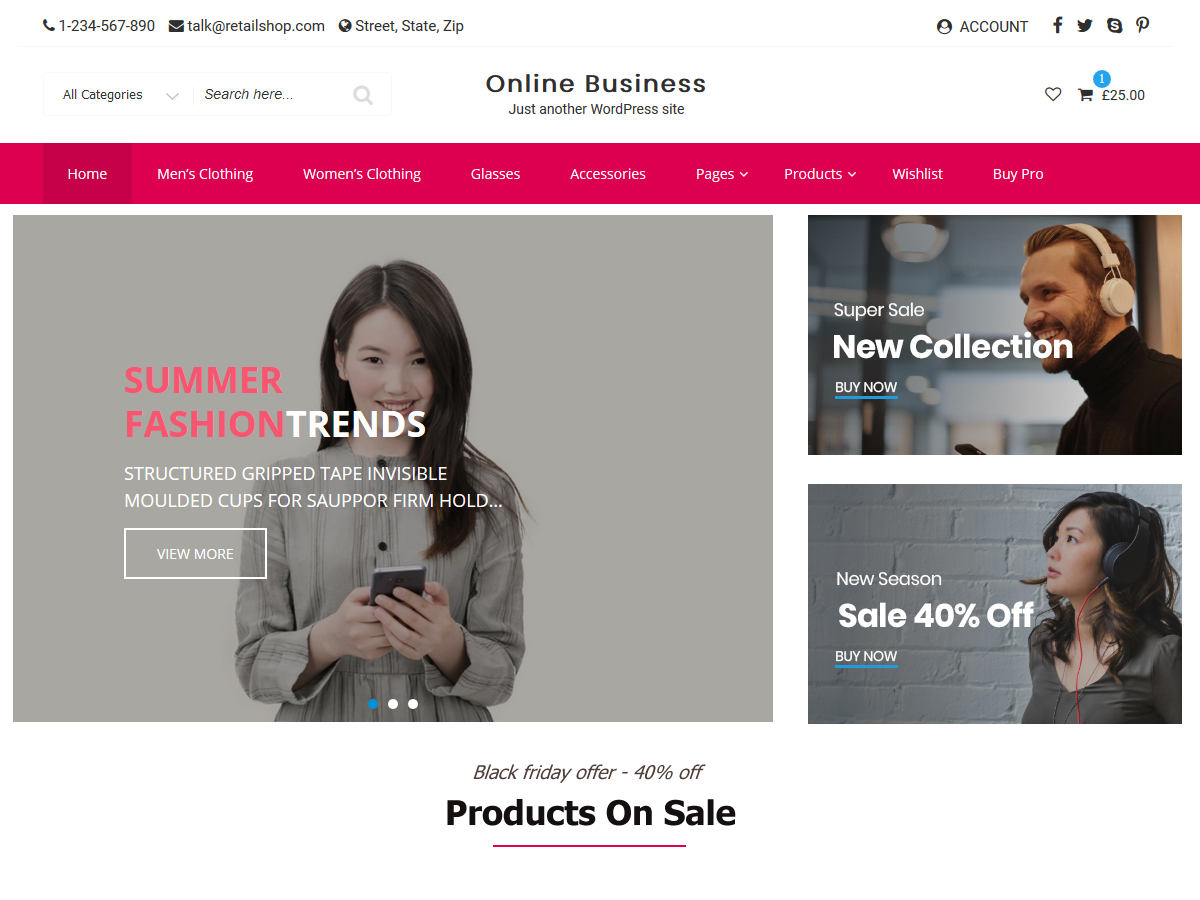 1-234-567-890 talk@retailshop.com Street, State, Zip ACCOUNT
All Categories Search here... 
Online Business
Just another WordPress site
1
£25.00
Home Men's Clothing Women's Clothing Glasses Accessories Pages Products Wishlist Buy Pro
SUMMER
FASHIONTRENDS
STRUCTURED GRIPPED TAPE INVISIBLE
MOULDED CUPS FOR SAUPPOR FIRM HOLD...
VIEW MORE
Super Sale
New Collection
BUY NOW
New Season
Sale 40% Off
BUY NOW
Black friday offer - 40% off
Products On Sale